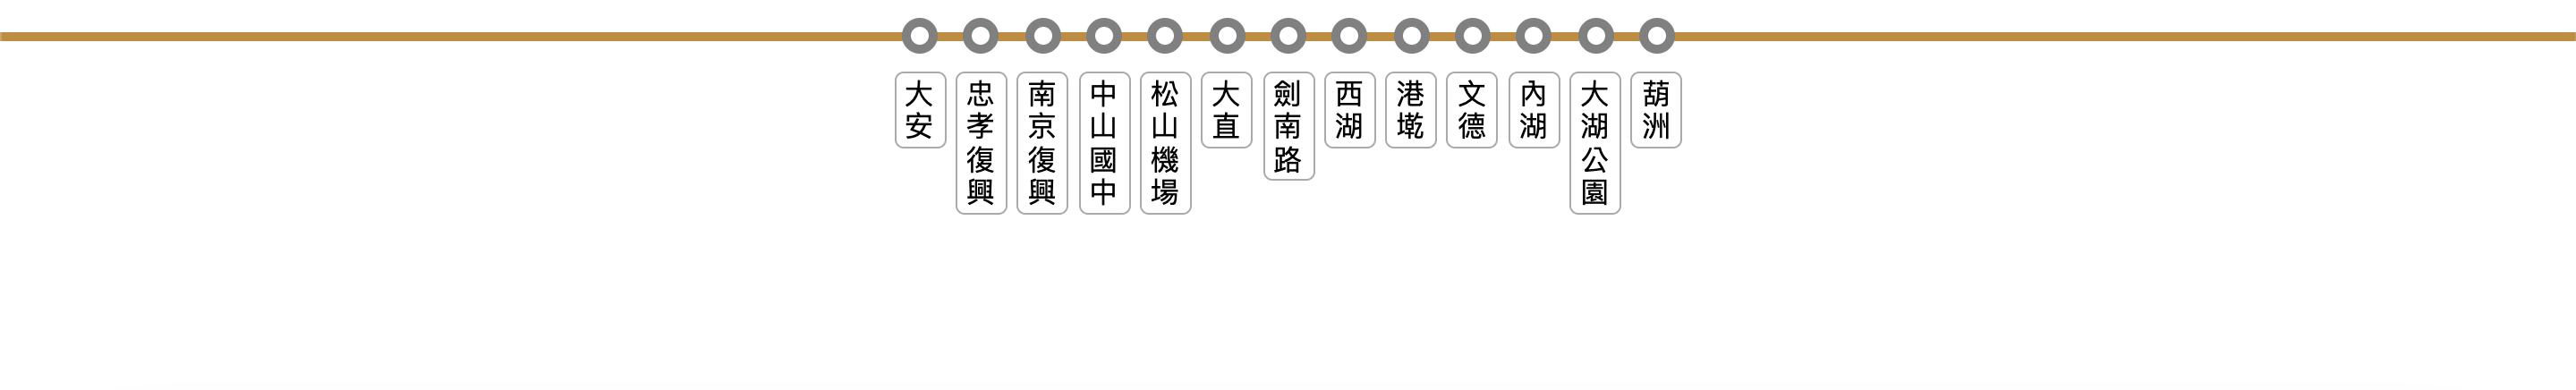 大安
忠孝復興
南京復興
中山國中
松山機場
大直
劍南路
西湖
港墘
文德
內湖
大湖公園
葫洲